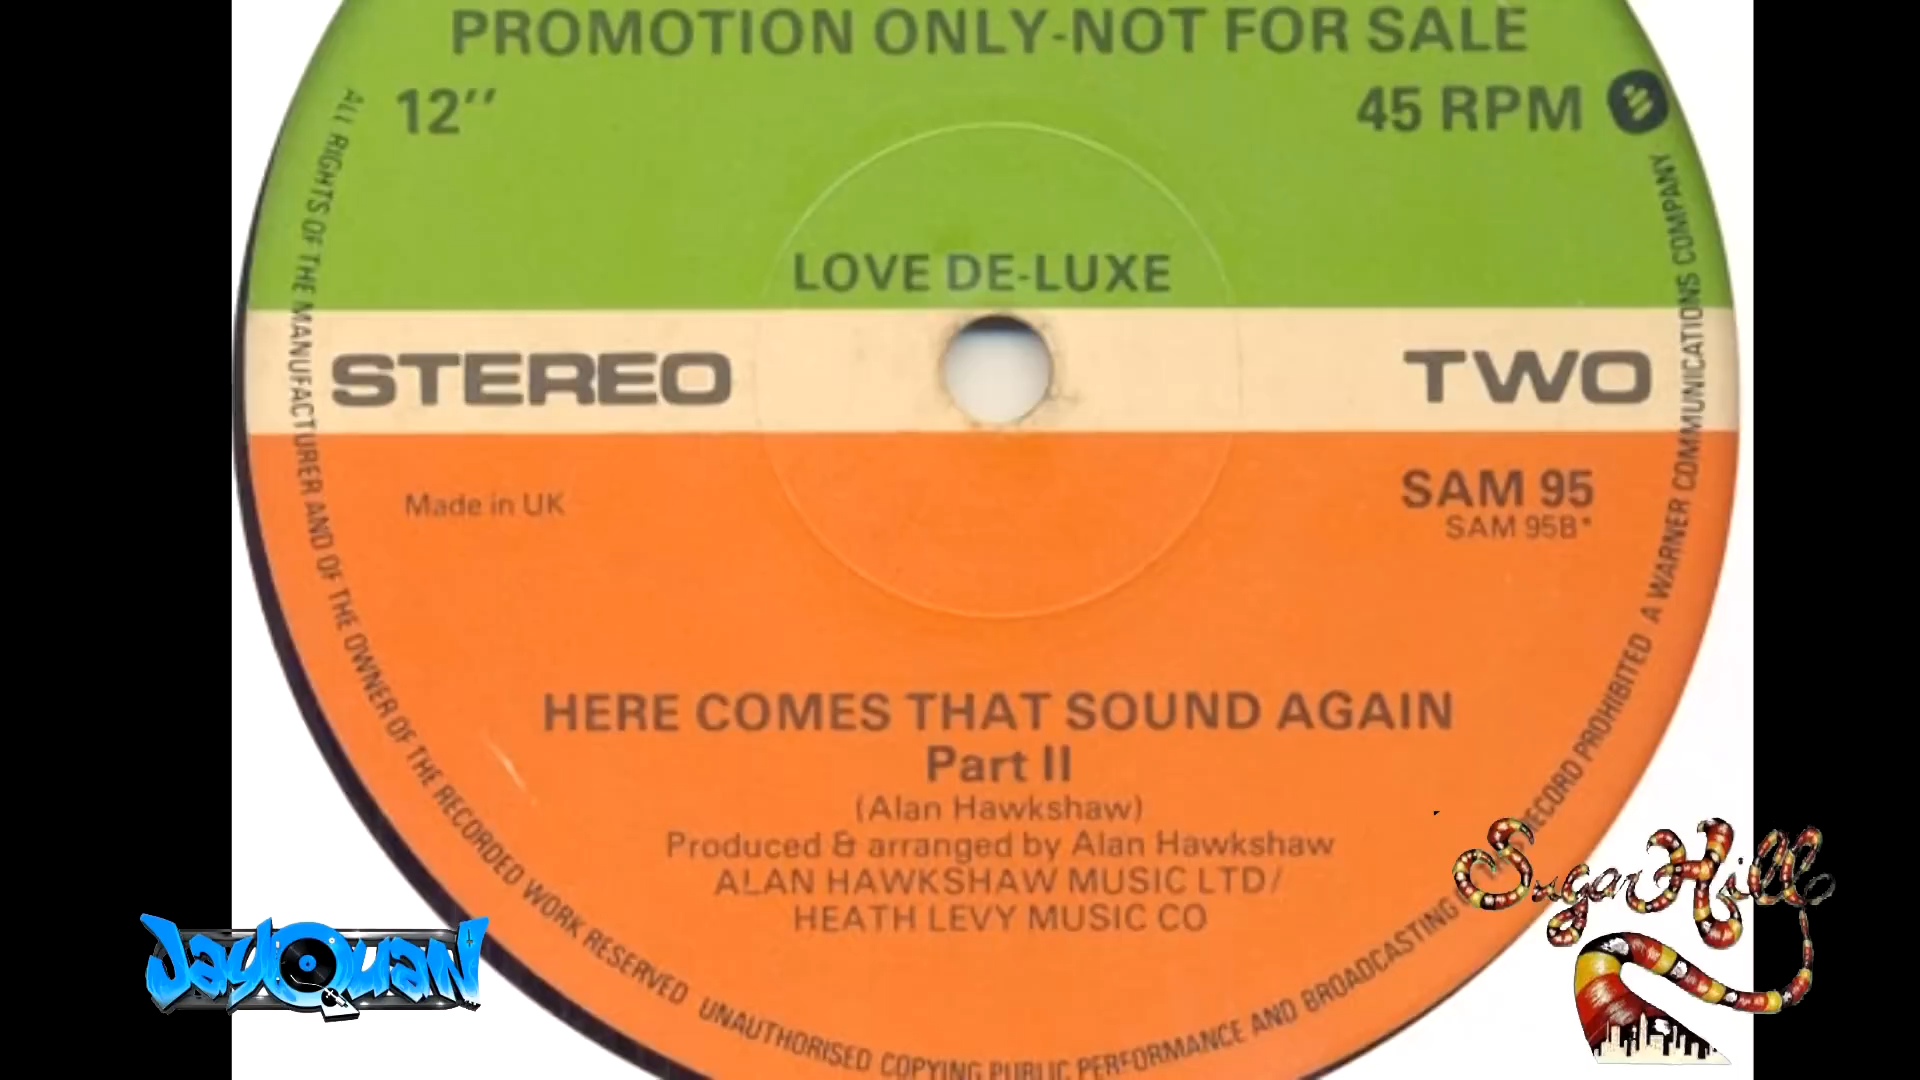 PROMOTION ONLY-NOT FOR SALE
12’’
45 RPM
LOVE DE-LUXE
STEREO
TWO
Made in UK
SAM 95
SAM 95B*
HERE COMES THAT SOUND AGAIN
Part II
(Alan Hawkshaw)
Produced & arranged by Alan Hawkshaw
ALAN HAWKSHAW MUSIC LTD/
HEATH LEVY MUSIC CO
ALL RIGHTS OF THE MANUFACTURER AND OF THE OWNER OF THE RECORDED WORK RESERVED UNAUTHORISED COPYING PUBLIC PERFORMANCE AND BROADCASTING RECORD PROHIBITED A WARNER COMMUNICATIONS COMPANY
JayQuan
SugarHill